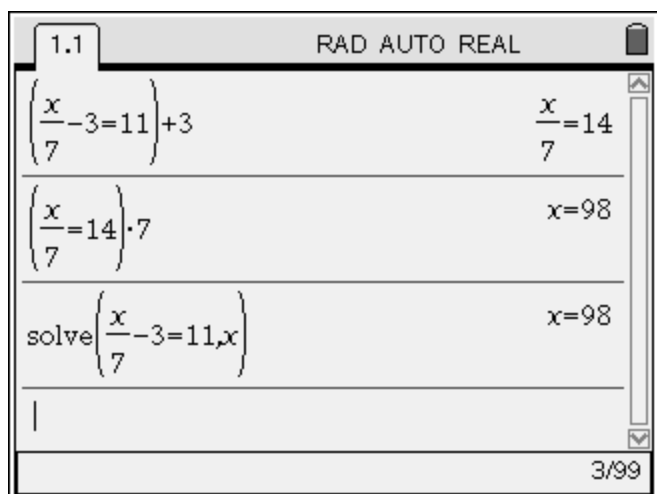 1.1 RAD AUTO REAL
(x/7−3=11)+3 x/7=14
(x/7=14)·7 x=98
solve(x/7−3=11,x) x=98
3/99